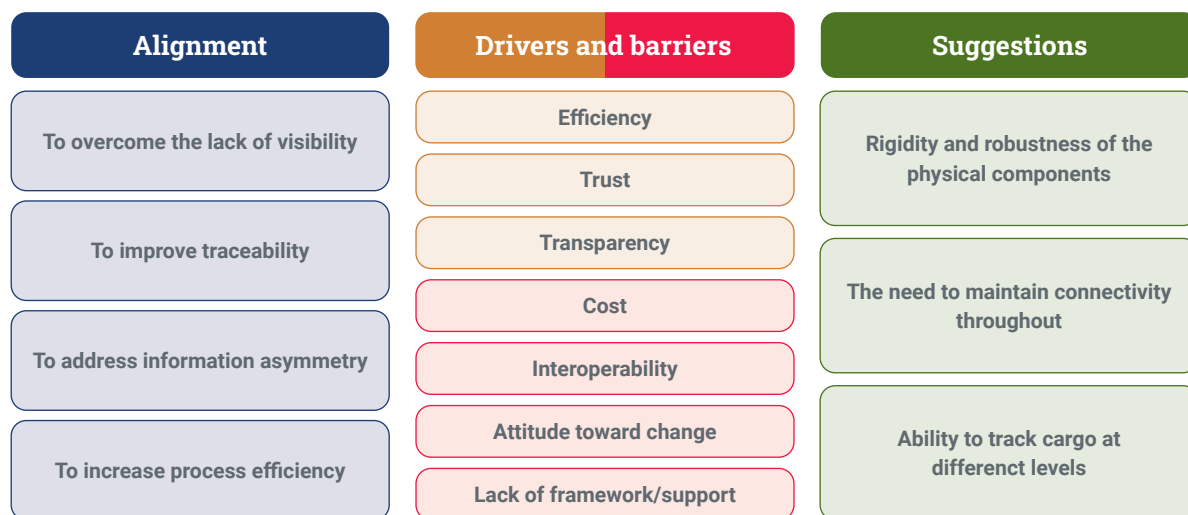 Alignment
To overcome the lack of visibility
To improve traceability
To address information asymmetry
To increase process efficiency
Drivers and barriers
Efficiency
Trust
Transparency
Cost
Interoperability
Attitude toward change
Lack of framework/support
Suggestions
Rigidity and robustness of the
physical components
The need to maintain connectivity
throughout
Ability to track cargo at
differenct levels